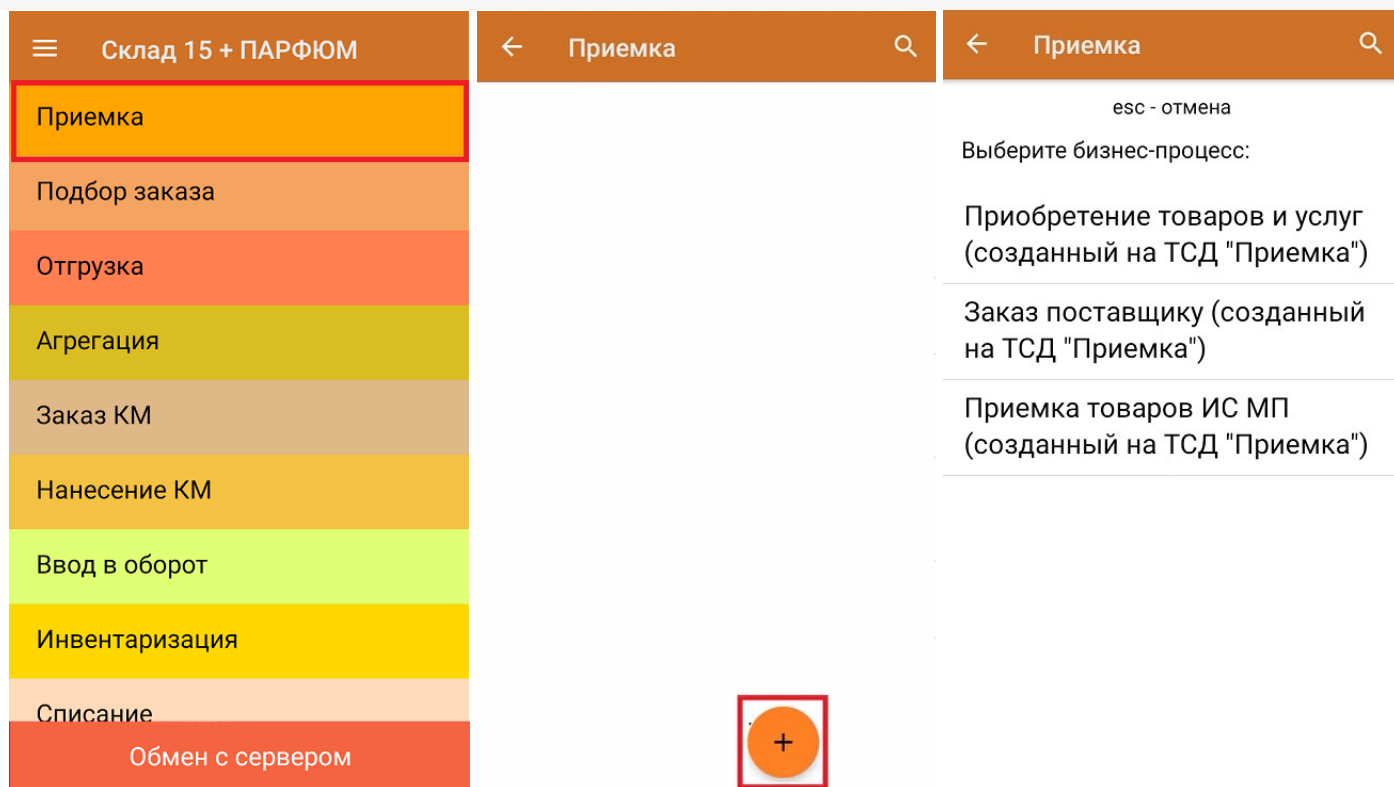 Склад 15 + ПАРФЮМ
Приемка
Подбор заказа
Отгрузка
Агрегация
Заказ КМ
Нанесение КМ
Ввод в оборот
Инвентаризация
Списание
Обмен с сервером
Приемка
+
Приемка
esc - отмена
Выберите бизнес-процесс:
Приобретение товаров и услуг
(созданный на ТСД "Приемка")
Заказ поставщику (созданный
на ТСД "Приемка")
Приемка товаров ИС МП
(созданный на ТСД "Приемка")